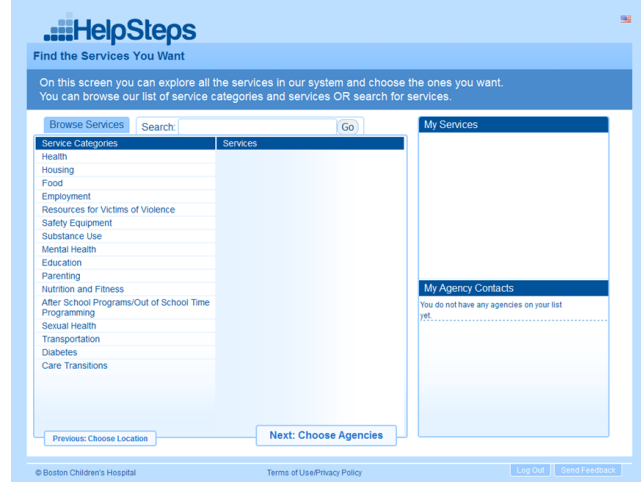 HelpSteps
Find the Services You Want
On this screen you can explore all the services in our system and choose the ones you want.
You can browse our list of service categories and services OR search for services.
Browse Services
Search:
Go
Service Categories
Services
Health
Housing
Food
Employment
Resources for Victims of Violence
Safety Equipment
Substance Use
Mental Health
Education
Parenting
Nutrition and Fitness
After School Programs/Out of School Time
Programming
Sexual Health
Transportation
Diabetes
Care Transitions
Previous: Choose Location
Next: Choose Agencies
My Services
My Agency Contacts
You do not have any agencies on your list
yet.
© Boston Children's Hospital
Terms of Use/Privacy Policy
Log Out
Send Feedback